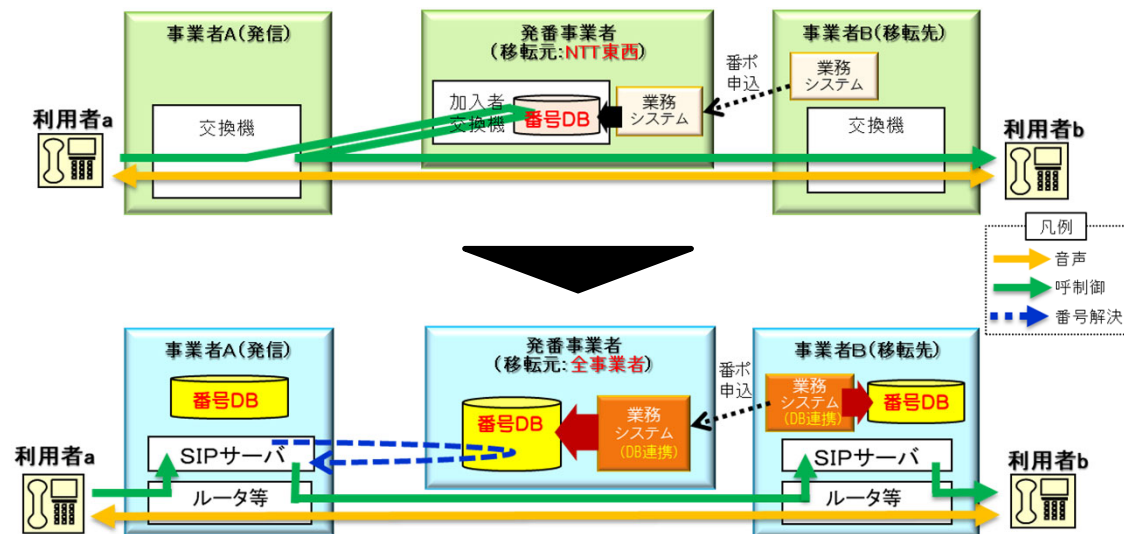 事業者A(発信)
発番事業者
(移転元:NTT東西)
事業者B(移転先)
番ポ
申込
業務
システム
加入者
交換機
番号DB
業務
システム
利用者a
交換機
交換機
利用者b
凡例
音声
呼制御
番号解決
事業者A(発信)
発番事業者
(移転元:全事業者)
事業者B(移転先)
番ポ
申込
番号DB
番号DB
業務
システム
(DB連携)
業務
システム
(DB連携)
番号DB
利用者a
SIPサーバ
SIPサーバ
利用者b
ルータ等
ルータ等